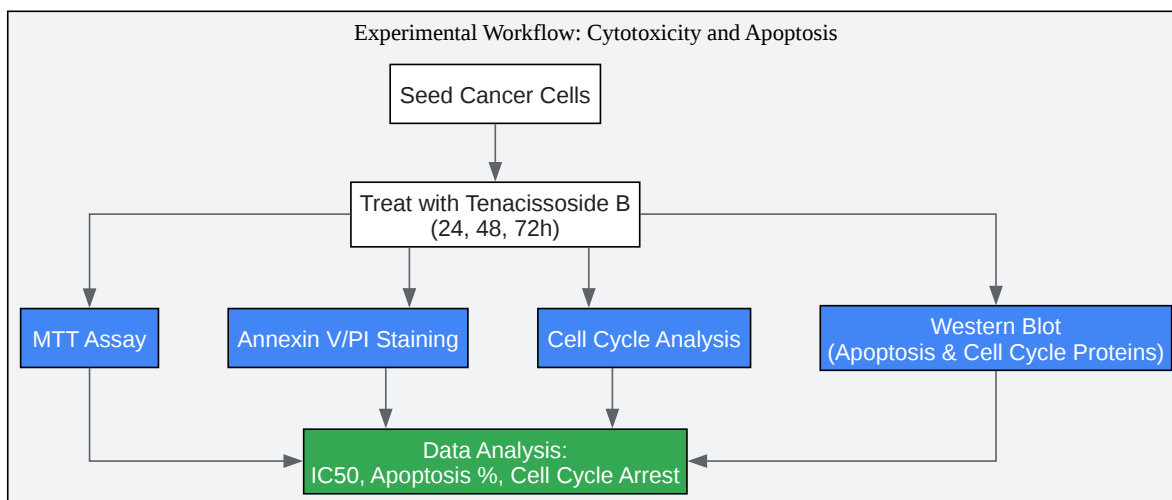 Experimental Workflow: Cytotoxicity and Apoptosis
Seed Cancer Cells
Treat with Tenacissoside B
(24, 48, 72h)
MTT Assay
Annexin V/PI Staining
Cell Cycle Analysis
Western Blot
(Apoptosis & Cell Cycle Proteins)
Data Analysis:
IC50, Apoptosis %, Cell Cycle Arrest